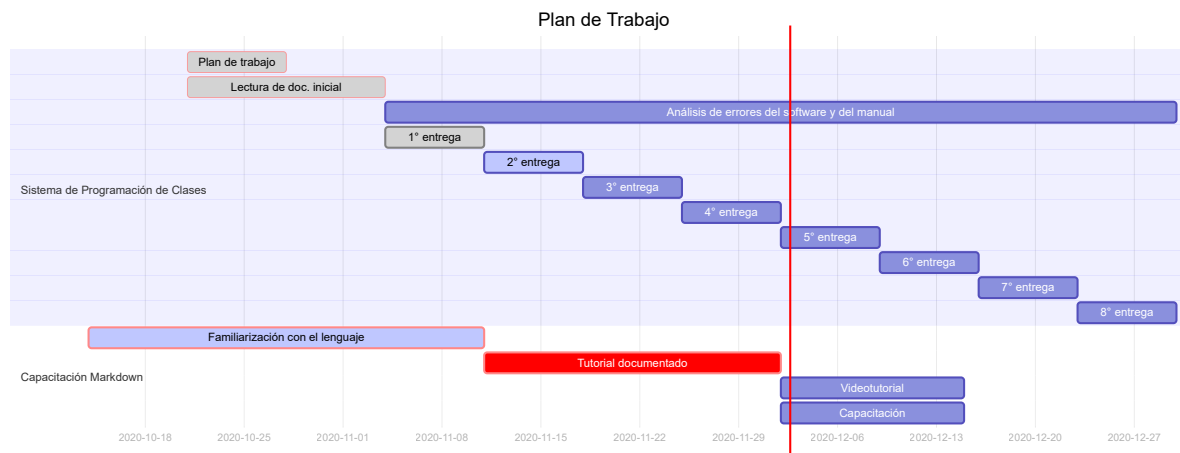 Plan de Trabajo
Plan de trabajo
Lectura de doc. inicial
Análisis de errores del software y del manual
1° entrega
2° entrega
Sistema de Programación de Clases
3° entrega
4° entrega
5° entrega
6° entrega
7° entrega
8° entrega
Familiarización con el lenguaje
Tutorial documentado
Capacitación Markdown
Videotutorial
Capacitación
2020-10-18 2020-10-25 2020-11-01 2020-11-08 2020-11-15 2020-11-22 2020-11-29 2020-12-06 2020-12-13 2020-12-20 2020-12-27